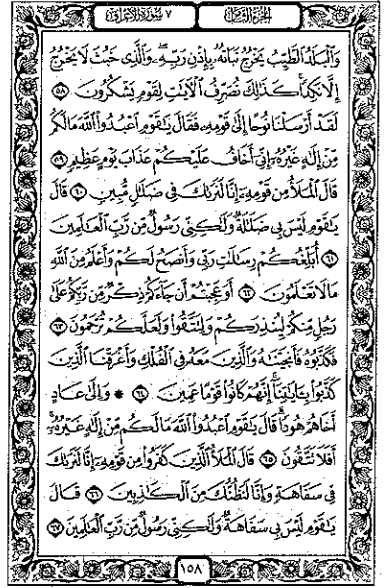 الجزء الثامن ٧ سورة الأعراف
وَٱلۡبَلَدُ ٱلطَّيِّبُ يَخۡرُجُ نَبَاتُهُۥ بِإِذۡنِ رَبِّهِۦۖ وَٱلَّذِي خَبُثَ لَا يَخۡرُجُ
إِلَّا نَكِدٗاۚ كَذَٰلِكَ نُصَرِّفُ ٱلۡأٓيَٰتِ لِقَوۡمٖ يَشۡكُرُونَ ٥٨
لَقَدۡ أَرۡسَلۡنَا نُوحًا إِلَىٰ قَوۡمِهِۦ فَقَالَ يَٰقَوۡمِ ٱعۡبُدُواْ ٱللَّهَ مَا لَكُم
مِّنۡ إِلَٰهٍ غَيۡرُهُۥٓ إِنِّيٓ أَخَافُ عَلَيۡكُمۡ عَذَابَ يَوۡمٍ عَظِيمٖ ٥٩
قَالَ ٱلۡمَلَأُ مِن قَوۡمِهِۦٓ إِنَّا لَنَرَىٰكَ فِي ضَلَٰلٖ مُّبِينٖ ٦٠ قَالَ
يَٰقَوۡمِ لَيۡسَ بِي ضَلَٰلَةٞ وَلَٰكِنِّي رَسُولٞ مِّن رَّبِّ ٱلۡعَٰلَمِينَ
٦١ أُبَلِّغُكُمۡ رِسَٰلَٰتِ رَبِّي وَأَنصَحُ لَكُمۡ وَأَعۡلَمُ مِنَ ٱللَّهِ
مَا لَا تَعۡلَمُونَ ٦٢ أَوَعَجِبۡتُمۡ أَن جَآءَكُمۡ ذِكۡرٞ مِّن رَّبِّكُمۡ عَلَىٰ
رَجُلٖ مِّنكُمۡ لِيُنذِرَكُمۡ وَلِتَتَّقُواْ وَلَعَلَّكُمۡ تُرۡحَمُونَ ٦٣
فَكَذَّبُوهُ فَأَنجَيۡنَٰهُ وَٱلَّذِينَ مَعَهُۥ فِي ٱلۡفُلۡكِ وَأَغۡرَقۡنَا ٱلَّذِينَ
كَذَّبُواْ بِـَٔايَٰتِنَآۚ إِنَّهُمۡ كَانُواْ قَوۡمًا عَمِينَ ٦٤ ۞ وَإِلَىٰ عَادٍ
أَخَاهُمۡ هُودٗاۚ قَالَ يَٰقَوۡمِ ٱعۡبُدُواْ ٱللَّهَ مَا لَكُم مِّنۡ إِلَٰهٍ غَيۡرُهُۥٓۚ
أَفَلَا تَتَّقُونَ ٦٥ قَالَ ٱلۡمَلَأُ ٱلَّذِينَ كَفَرُواْ مِن قَوۡمِهِۦٓ إِنَّا لَنَرَىٰكَ
فِي سَفَاهَةٖ وَإِنَّا لَنَظُنُّكَ مِنَ ٱلۡكَٰذِبِينَ ٦٦ قَالَ
يَٰقَوۡمِ لَيۡسَ بِي سَفَاهَةٞ وَلَٰكِنِّي رَسُولٞ مِّن رَّبِّ ٱلۡعَٰلَمِينَ ٦٧
١٥٨